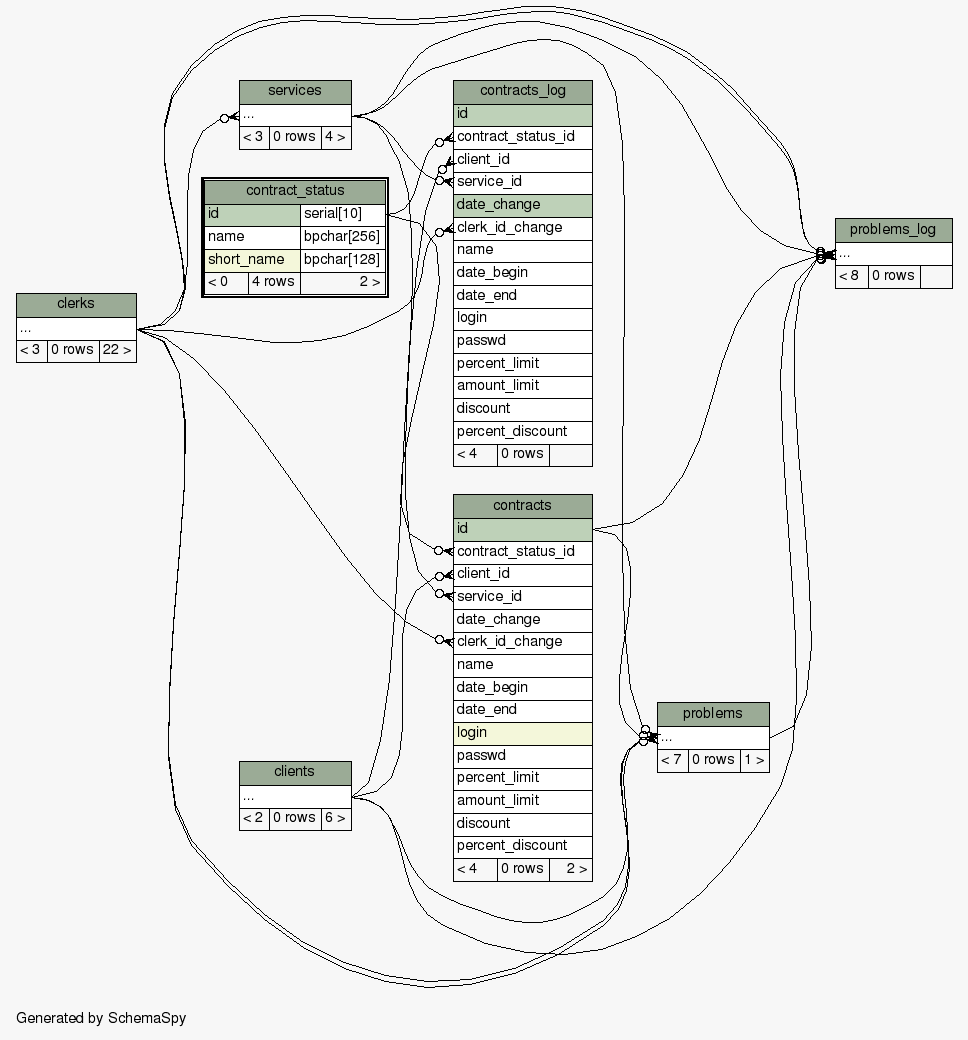 services
...
< 3 0 rows 4 >
contract_status
id serial[10]
name bpchar[256]
short_name bpchar[128]
< 0 4 rows 2 >
clerks
...
< 3 0 rows 22 >
contracts_log
id
contract_status_id
client_id
service_id
date_change
clerk_id_change
name
date_begin
date_end
login
passwd
percent_limit
amount_limit
discount
percent_discount
< 4 0 rows
problems_log
...
< 8 0 rows
contracts
id
contract_status_id
client_id
service_id
date_change
clerk_id_change
name
date_begin
date_end
login
passwd
percent_limit
amount_limit
discount
percent_discount
< 4 0 rows 2 >
problems
...
< 7 0 rows 1 >
clients
...
< 2 0 rows 6 >
Generated by SchemaSpy